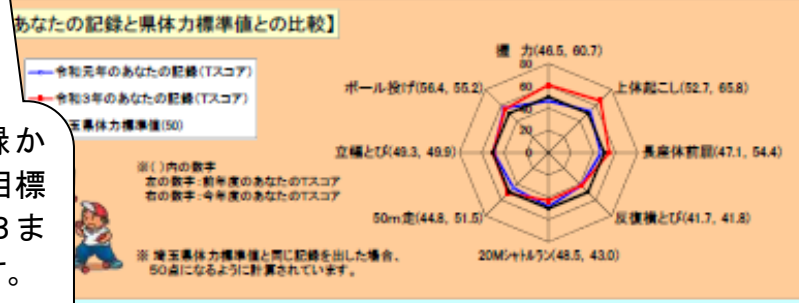 あなたの記録と県体力標準値との比較】
令和元年のあなたの記録(Tスコア)
令和3年のあなたの記録(Tスコア)
玉県体力標準値(50)
※( )内の数字
左の数字:前年度のあなたのTスコア
右の数字:今年度のあなたのTスコア
※ 埼玉県体力標準値と同じ記録を出した場合、
50点になるように計算されています。
握 力(46.5, 60.7)
上体起こし(52.7, 65.8)
長座体前屈(47.1, 54.4)
反復横とび(41.7, 41.8)
20Mシャトルラン(48.5, 43.0)
50m走(44.8, 51.5)
立幅とび(49.3, 49.9)
ボール投げ(56.4, 55.2)
80
60
20
0
録か
目標
3ま
。